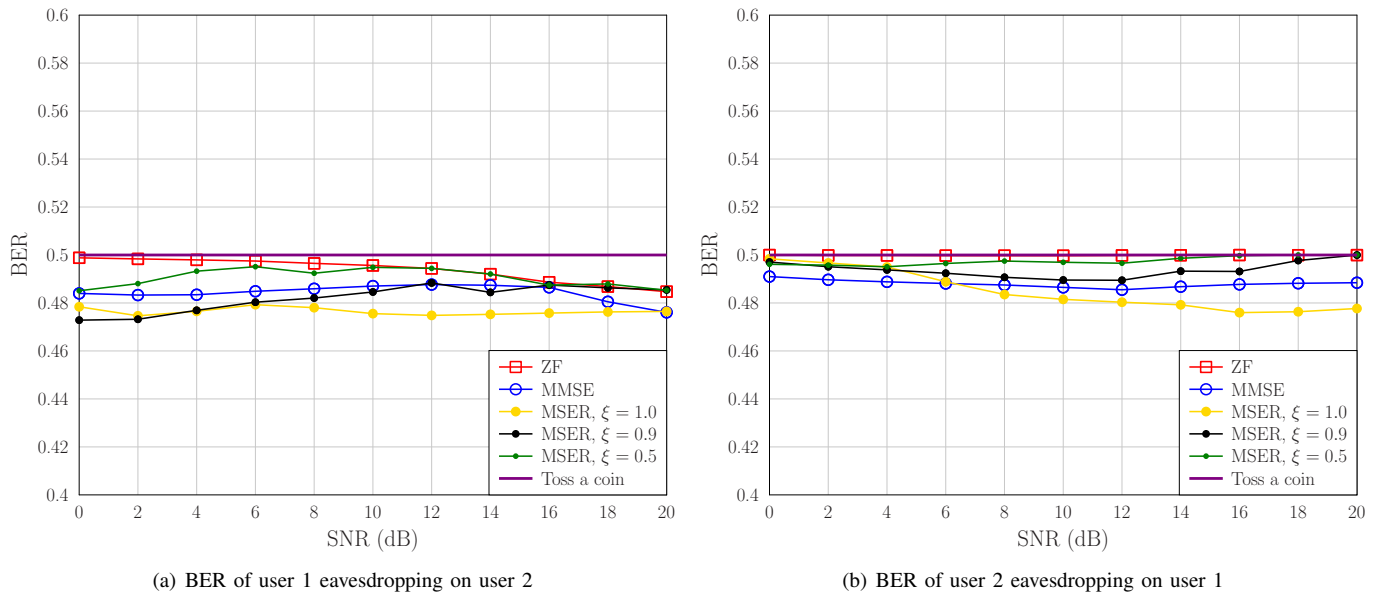 0.6
0.58
0.56
0.54
0.52
0.5
0.48
0.46
0.44
0.42
0.4
BER
0 2 4 6 8 10 12 14 16 18 20
SNR (dB)
ZF
MMSE
MSER, ξ = 1.0
MSER, ξ = 0.9
MSER, ξ = 0.5
Toss a coin
(a) BER of user 1 eavesdropping on user 2
0.6
0.58
0.56
0.54
0.52
0.5
0.48
0.46
0.44
0.42
0.4
BER
0 2 4 6 8 10 12 14 16 18 20
SNR (dB)
ZF
MMSE
MSER, ξ = 1.0
MSER, ξ = 0.9
MSER, ξ = 0.5
Toss a coin
(b) BER of user 2 eavesdropping on user 1